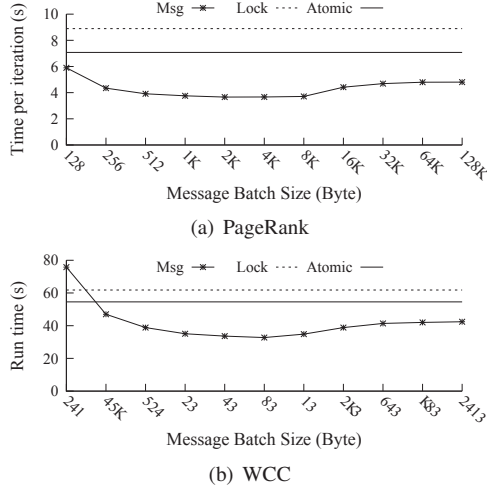 Msg Lock Atomic
Time per iteration (s)
10
8
6
4
2
0
128 256 512 1K 2K 4K 8K 16K 32K 64K 128K
Message Batch Size (Byte)
(a) PageRank
Msg Lock Atomic
Run time (s)
80
60
40
20
0
241 45K 524 23 43 83 13 2K3 643 K83 2413
Message Batch Size (Byte)
(b) WCC